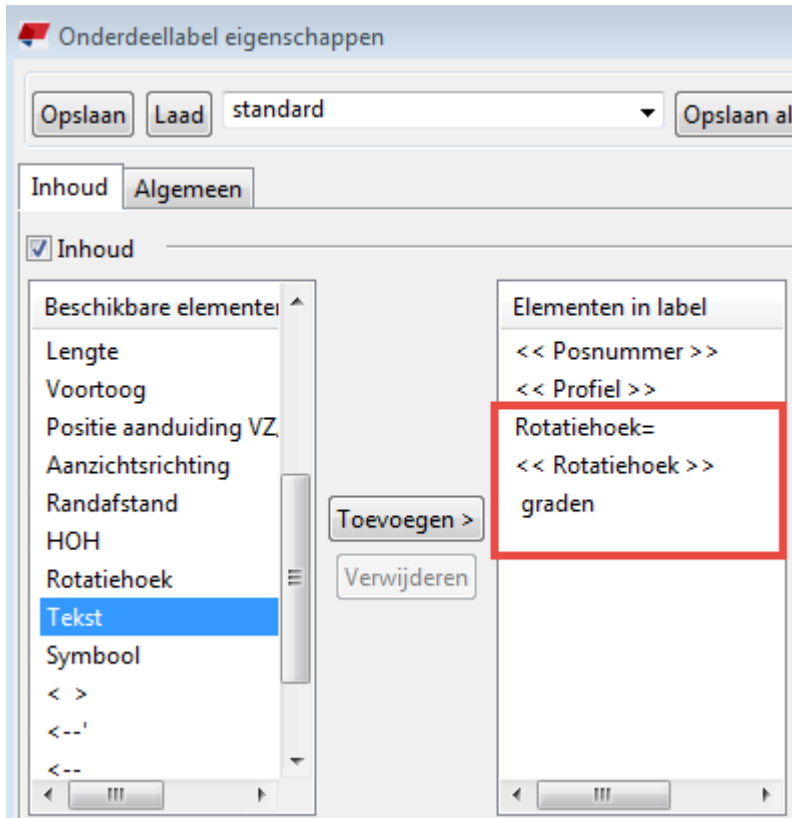 Onderdeellabel eigenschappen
Opslaan Laad standard Opslaan al
Inhoud Algemeen
Inhoud
Beschikbare elementer
Lengte
Voortoog
Positie aanduiding VZ,
Aanzichtsrichting
Randafstand
HOH
Rotatiehoek
Tekst
Symbool
< >
<--'
<--
Toevoegen >
Verwijderen
Elementen in label
<< Posnummer >>
<< Profiel >>
Rotatiehoek=
<< Rotatiehoek >>
graden